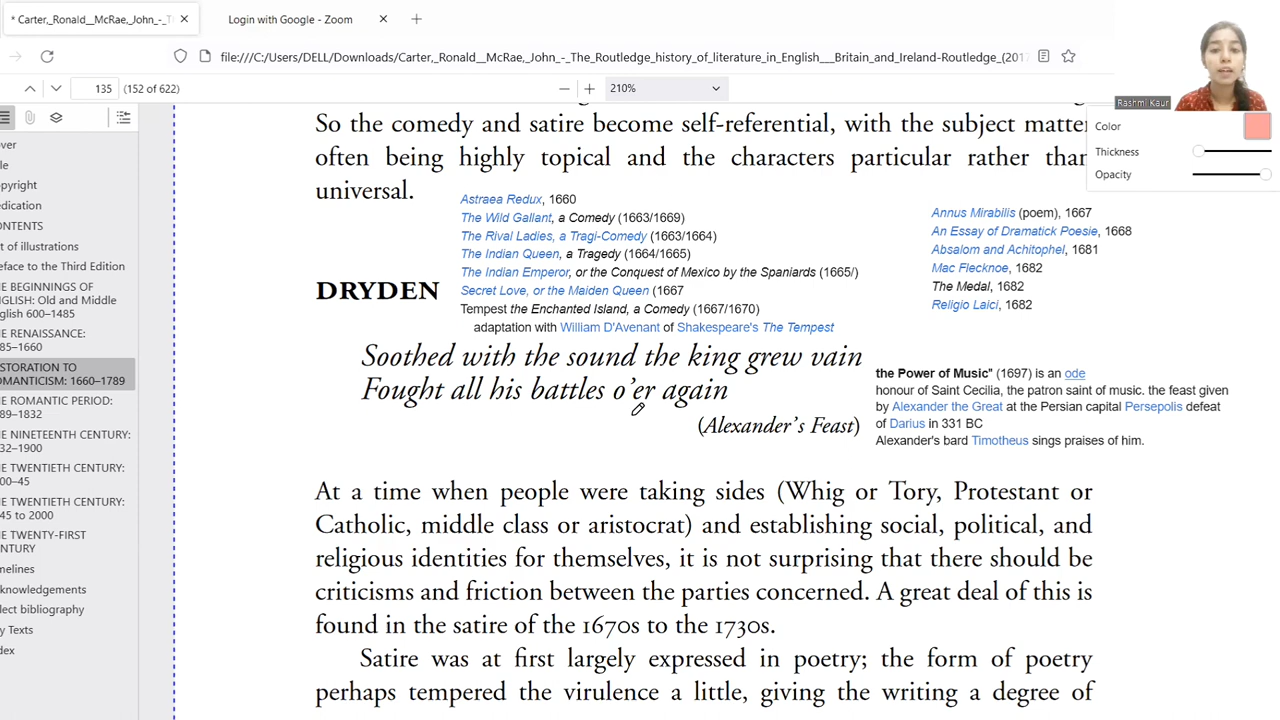 * Carter,_Ronald__McRae,_John_-_T
Login with Google - Zoom
file:///C:/Users/DELL/Downloads/Carter,_Ronald__McRae,_John_-_The_Routledge_history_of_literature_in_English___Britain_and_Ireland-Routledge_(201
135 (152 of 622)
210%
Rashmi Kaur
Color
Thickness
Opacity
ver
le
opyright
edication
ONTENTS
t of illustrations
eface to the Third Edition
HE BEGINNINGS OF
NGLISH: Old and Middle
glish 600–1485
HE RENAISSANCE:
85–1660
STORATION TO
OMANTICISM: 1660–1789
HE ROMANTIC PERIOD:
89–1832
HE NINETEENTH CENTURY:
32–1900
HE TWENTIETH CENTURY:
00–45
HE TWENTIETH CENTURY:
45 to 2000
HE TWENTY-FIRST
ENTURY
melines
knowledgements
lect bibliography
y Texts
dex
So the comedy and satire become self-referential, with the subject matter
often being highly topical and the characters particular rather than
universal.
Astraea Redux, 1660
The Wild Gallant, a Comedy (1663/1669)
The Rival Ladies, a Tragi-Comedy (1663/1664)
The Indian Queen, a Tragedy (1664/1665)
The Indian Emperor, or the Conquest of Mexico by the Spaniards (1665/)
Secret Love, or the Maiden Queen (1667
Tempest the Enchanted Island, a Comedy (1667/1670)
adaptation with William D'Avenant of Shakespeare's The Tempest
Annus Mirabilis (poem), 1667
An Essay of Dramatick Poesie, 1668
Absalom and Achitophel, 1681
Mac Flecknoe, 1682
The Medal, 1682
Religio Laici, 1682
DRYDEN
Soothed with the sound the king grew vain
Fought all his battles o’er again
(Alexander’s Feast)
the Power of Music" (1697) is an ode
honour of Saint Cecilia, the patron saint of music. the feast given
by Alexander the Great at the Persian capital Persepolis defeat
of Darius in 331 BC
Alexander's bard Timotheus sings praises of him.
At a time when people were taking sides (Whig or Tory, Protestant or
Catholic, middle class or aristocrat) and establishing social, political, and
religious identities for themselves, it is not surprising that there should be
criticisms and friction between the parties concerned. A great deal of this is
found in the satire of the 1670s to the 1730s.
Satire was at first largely expressed in poetry; the form of poetry
perhaps tempered the virulence a little, giving the writing a degree of